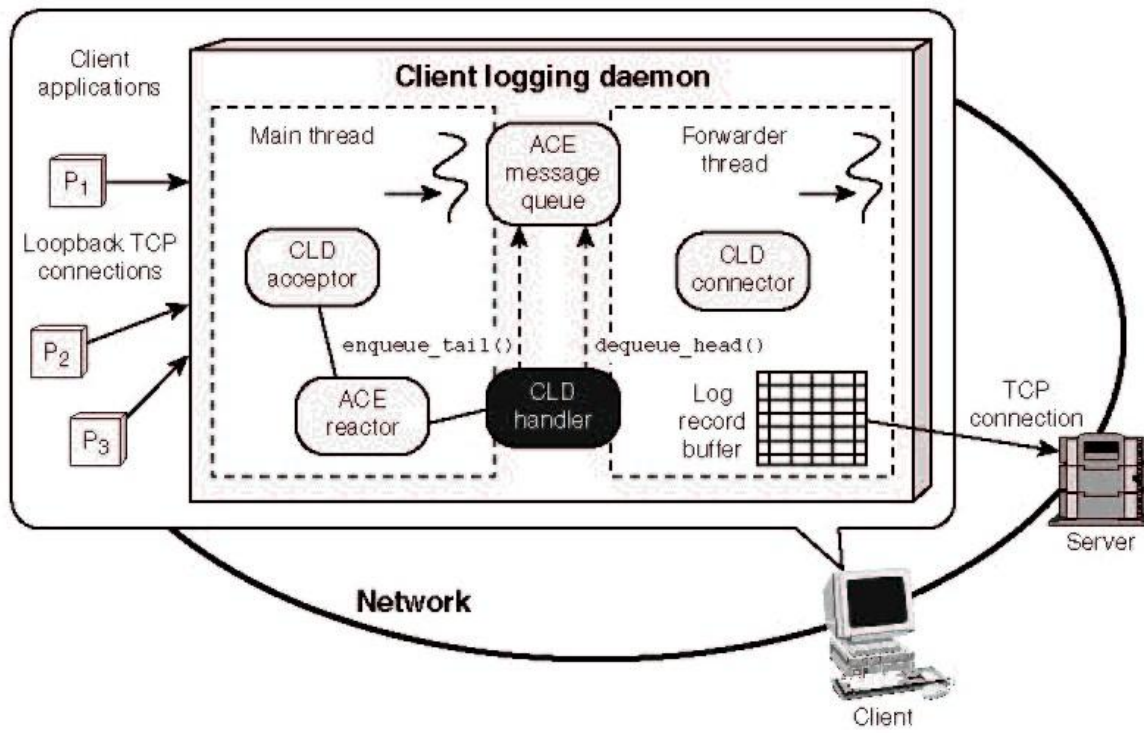 Client
applications
Client logging daemon
Main thread
ACE
message
queue
Forwarder
thread
P1
Loopback TCP
connections
CLD
acceptor
CLD
connector
P2
enqueue_tail()
dequeue_head()
P3
ACE
reactor
CLD
handler
Log
record
buffer
TCP
connection
Server
Network
Client